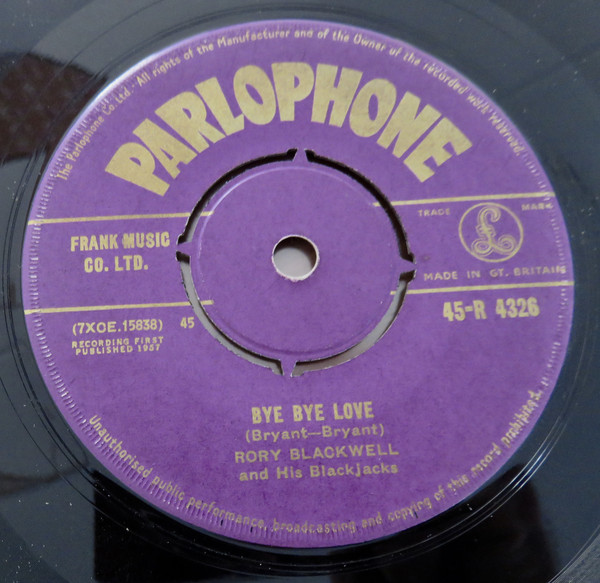 The Parlophone Co. Ltd - All rights of the Manufacturer and of the Owner of the recorded work Reserved.
PARLOPHONE
FRANK MUSIC
CO. LTD.
TRADE MARK
£
MADE IN GT. BRITAIN
45-R 4326
(7XOE.15838) 45
RECORDING FIRST
PUBLISHED 1957
BYE BYE LOVE
(Bryant—Bryant)
RORY BLACKWELL
and His Blackjacks
Unauthorised public performance, broadcasting and copying of this record prohibited.